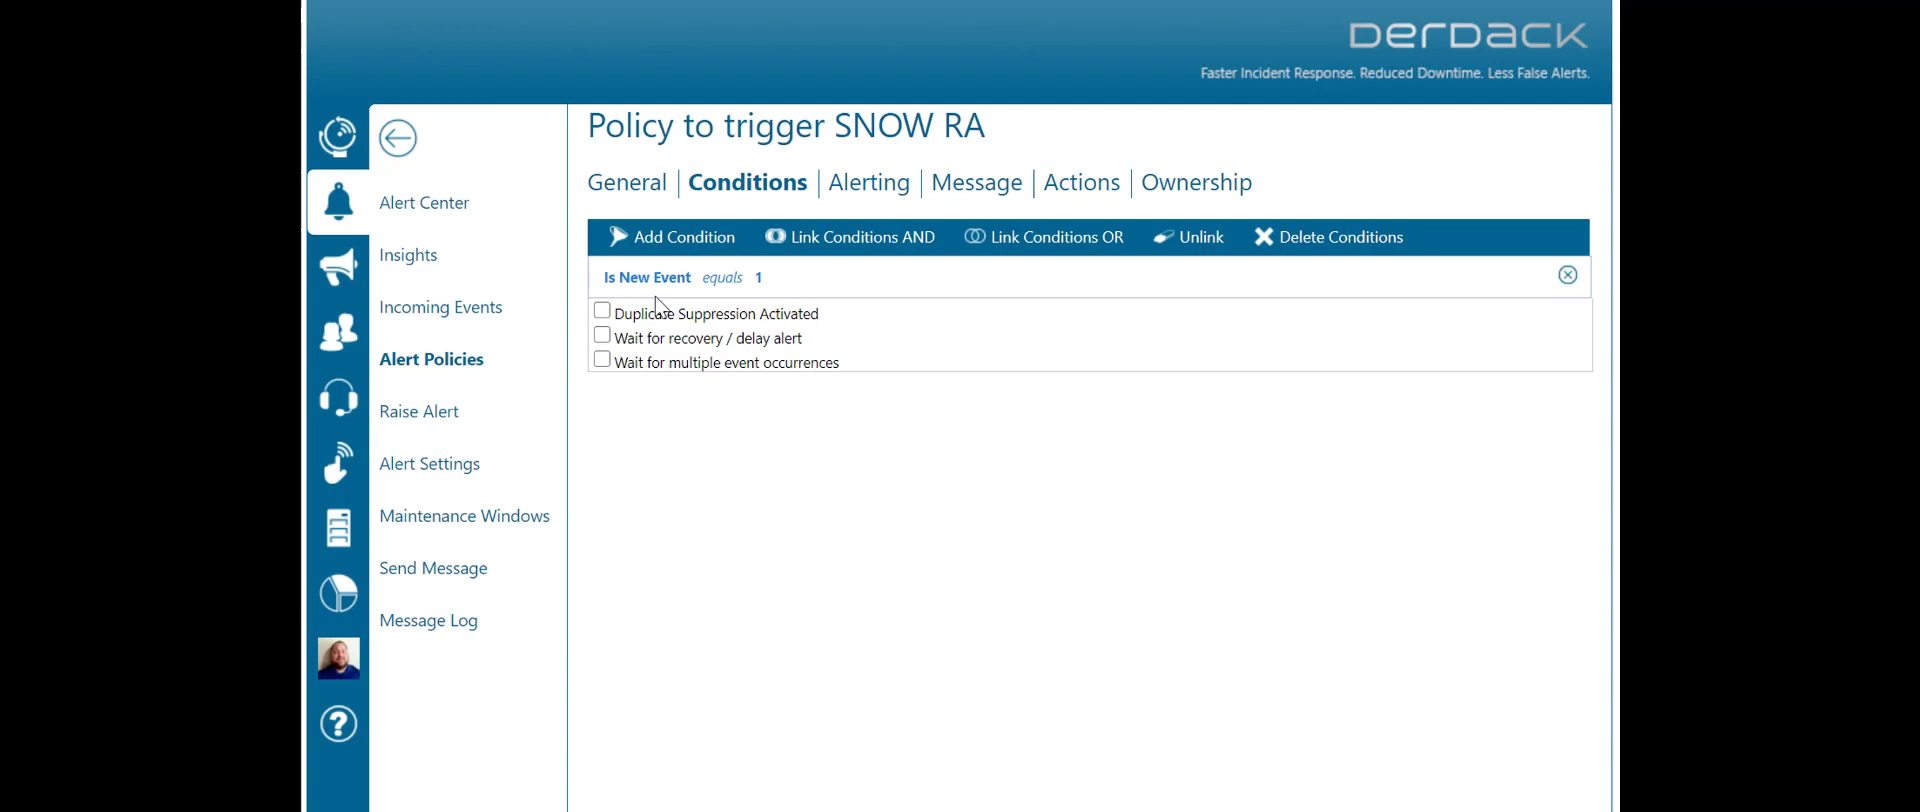 DERDACK
Faster Incident Response. Reduced Downtime. Less False Alerts.
Policy to trigger SNOW RA
General | Conditions | Alerting | Message | Actions | Ownership
Add Condition Link Conditions AND Link Conditions OR Unlink Delete Conditions
Is New Event equals 1
Duplicate Suppression Activated
Wait for recovery / delay alert
Wait for multiple event occurrences
Alert Center
Insights
Incoming Events
Alert Policies
Raise Alert
Alert Settings
Maintenance Windows
Send Message
Message Log
?